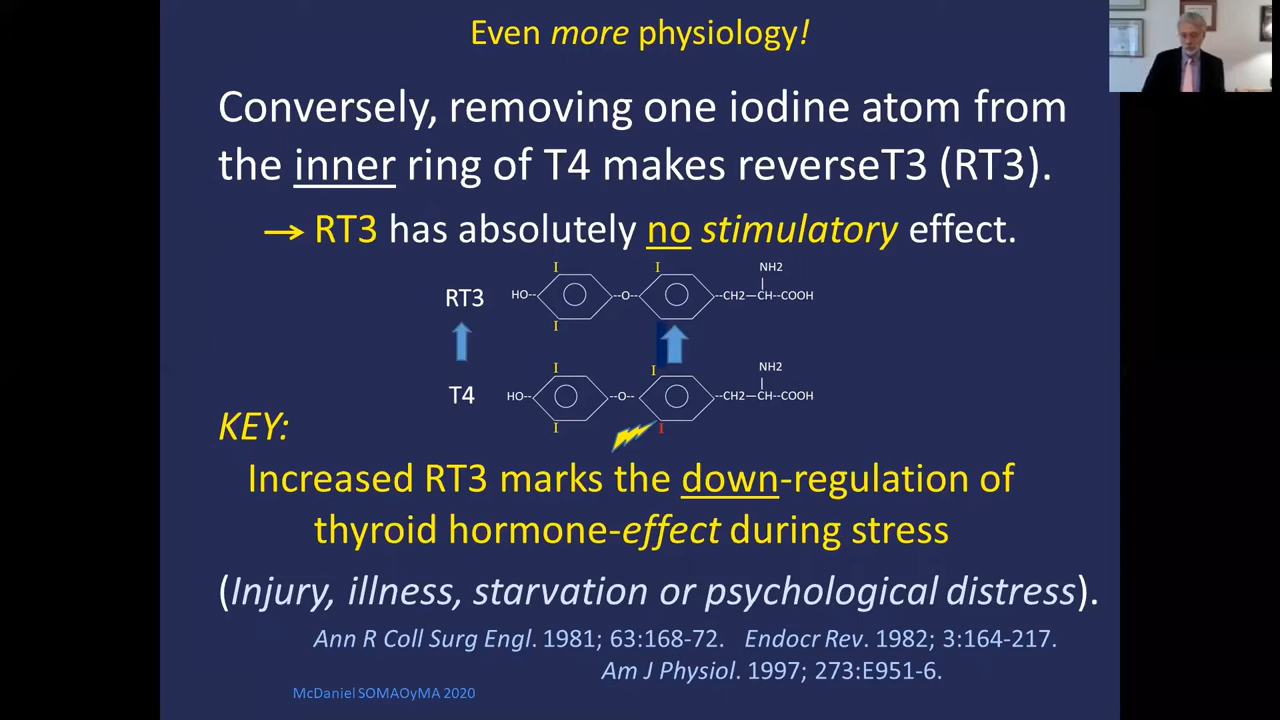 Even more physiology!
Conversely, removing one iodine atom from
the inner ring of T4 makes reverseT3 (RT3).
→ RT3 has absolutely no stimulatory effect.
I I NH2
RT3 HO-- --O-- --CH2—CH--COOH
I
I I NH2
T4 HO-- --O-- --CH2—CH--COOH
I I
KEY:
Increased RT3 marks the down-regulation of
thyroid hormone-effect during stress
(Injury, illness, starvation or psychological distress).
Ann R Coll Surg Engl. 1981; 63:168-72. Endocr Rev. 1982; 3:164-217.
Am J Physiol. 1997; 273:E951-6.
McDaniel SOMAOyMA 2020